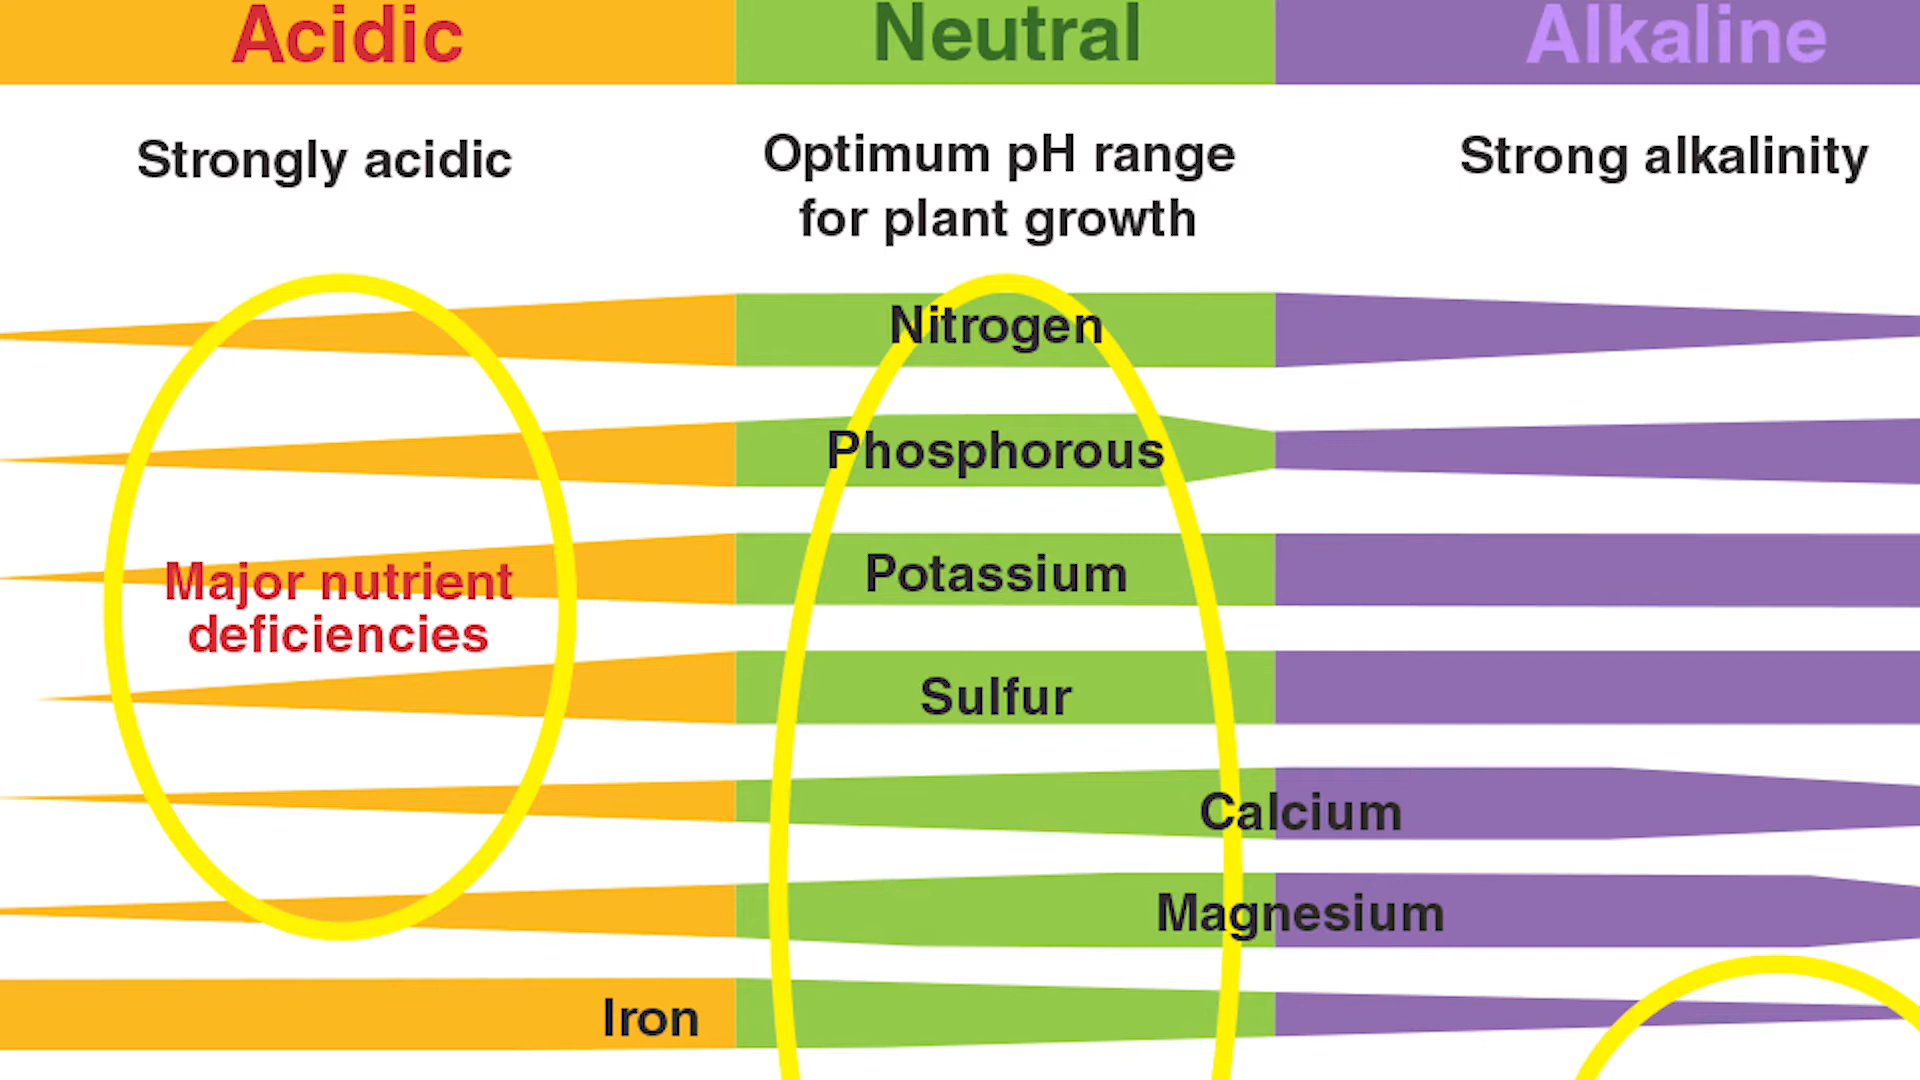 Acidic
Neutral
Alkaline
Strongly acidic
Optimum pH range
for plant growth
Strong alkalinity
Nitrogen
Phosphorous
Potassium
Major nutrient
deficiencies
Sulfur
Calcium
Magnesium
Iron